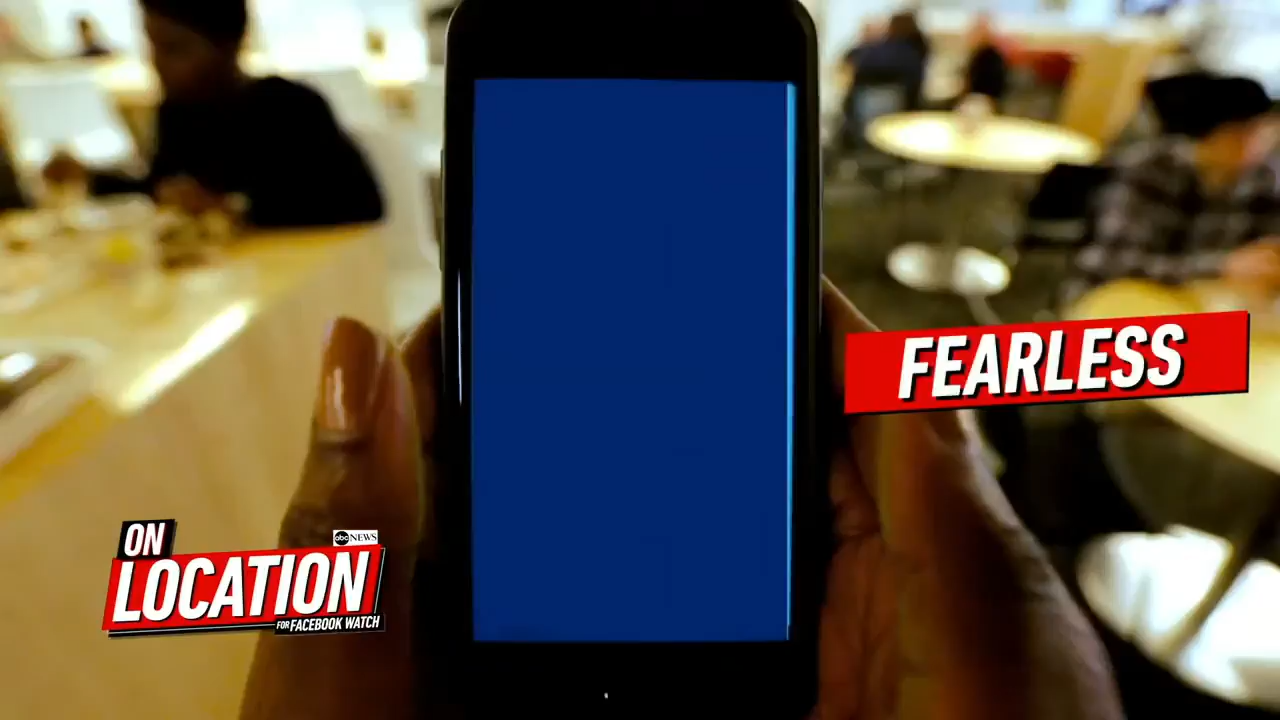 FEARLESS
ON
abc NEWS
LOCATION
FOR FACEBOOK WATCH